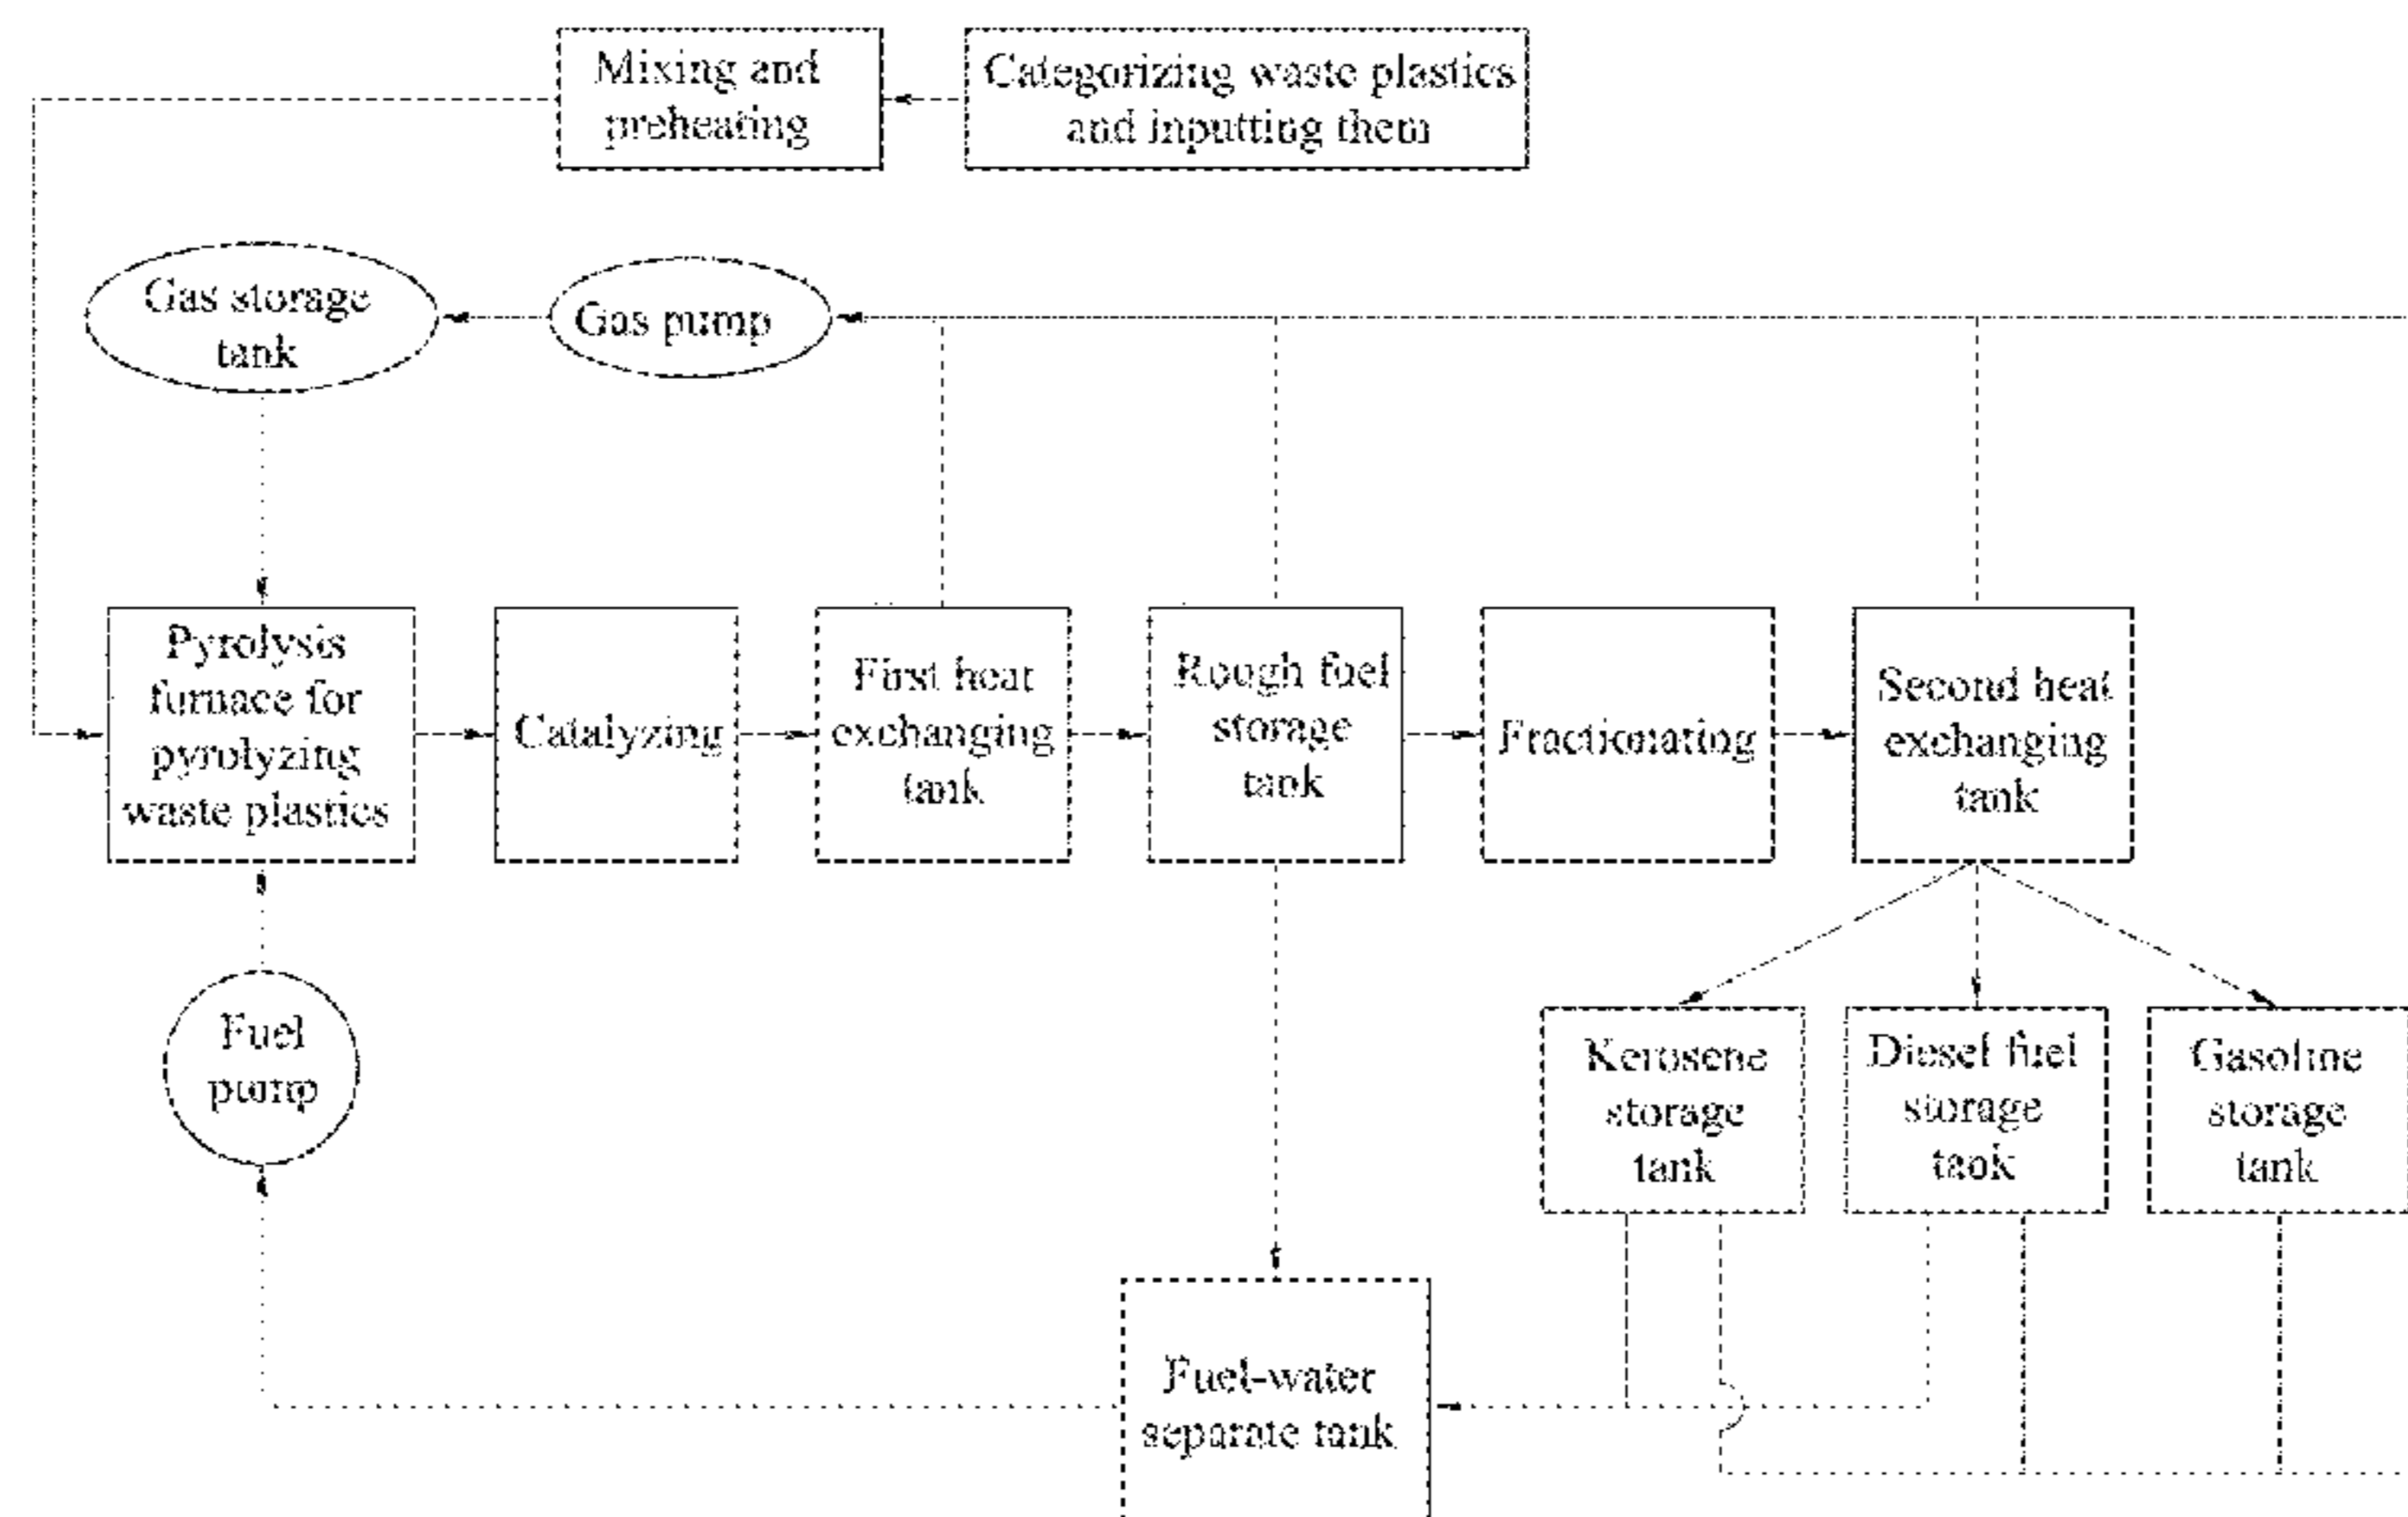 Mixing and
preheating
Categorizing waste plastics
and inputting them
Gas storage
tank
Gas pump
Pyrolysis
furnace for
pyrolyzing
waste plastics
Catalyzing
First heat
exchanging
tank
Rough fuel
storage
tank
Fractionating
Second heat
exchanging
tank
Fuel
pump
Kerosene
storage
tank
Diesel fuel
storage
tank
Gasoline
storage
tank
Fuel-water
separate tank